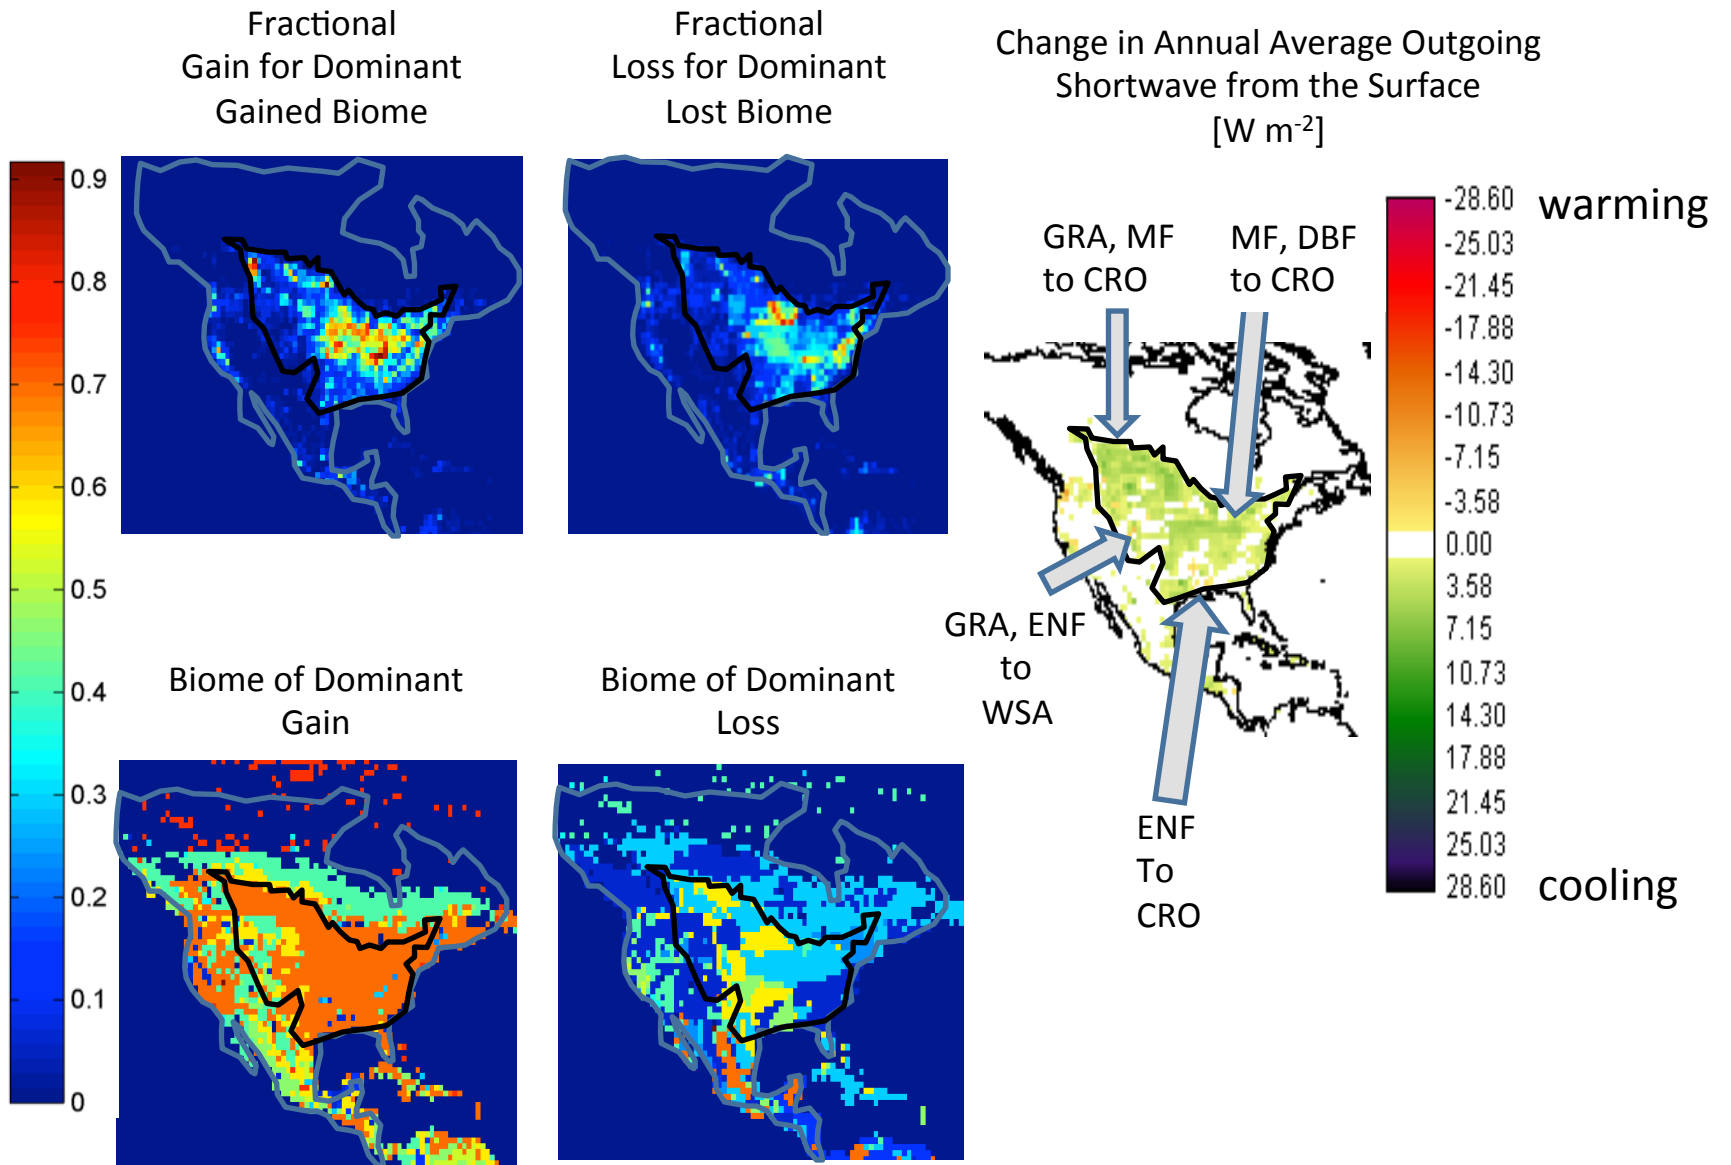 Fractional
Gain for Dominant
Gained Biome
Fractional
Loss for Dominant
Lost Biome
Change in Annual Average Outgoing
Shortwave from the Surface
[W m-2]
0.9
0.8
0.7
0.6
0.5
0.4
0.3
0.2
0.1
0
GRA, MF
to CRO
MF, DBF
to CRO
GRA, ENF
to
WSA
ENF
To
CRO
-28.60
-25.03
-21.45
-17.88
-14.30
-10.73
-7.15
-3.58
0.00
3.58
7.15
10.73
14.30
17.88
21.45
25.03
28.60
warming
cooling
Biome of Dominant
Gain
Biome of Dominant
Loss